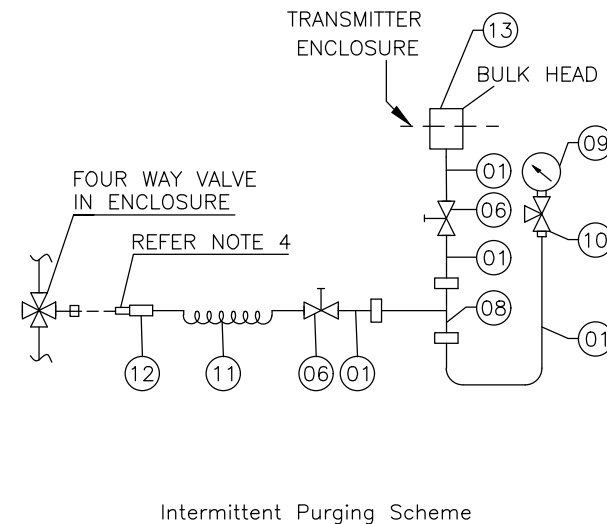 TRANSMITTER
ENCLOSURE
13
BULK HEAD
09
01
FOUR WAY VALVE
IN ENCLOSURE
06
10
REFER NOTE 4
01
08
01
12
11
06
01
Intermittent Purging Scheme